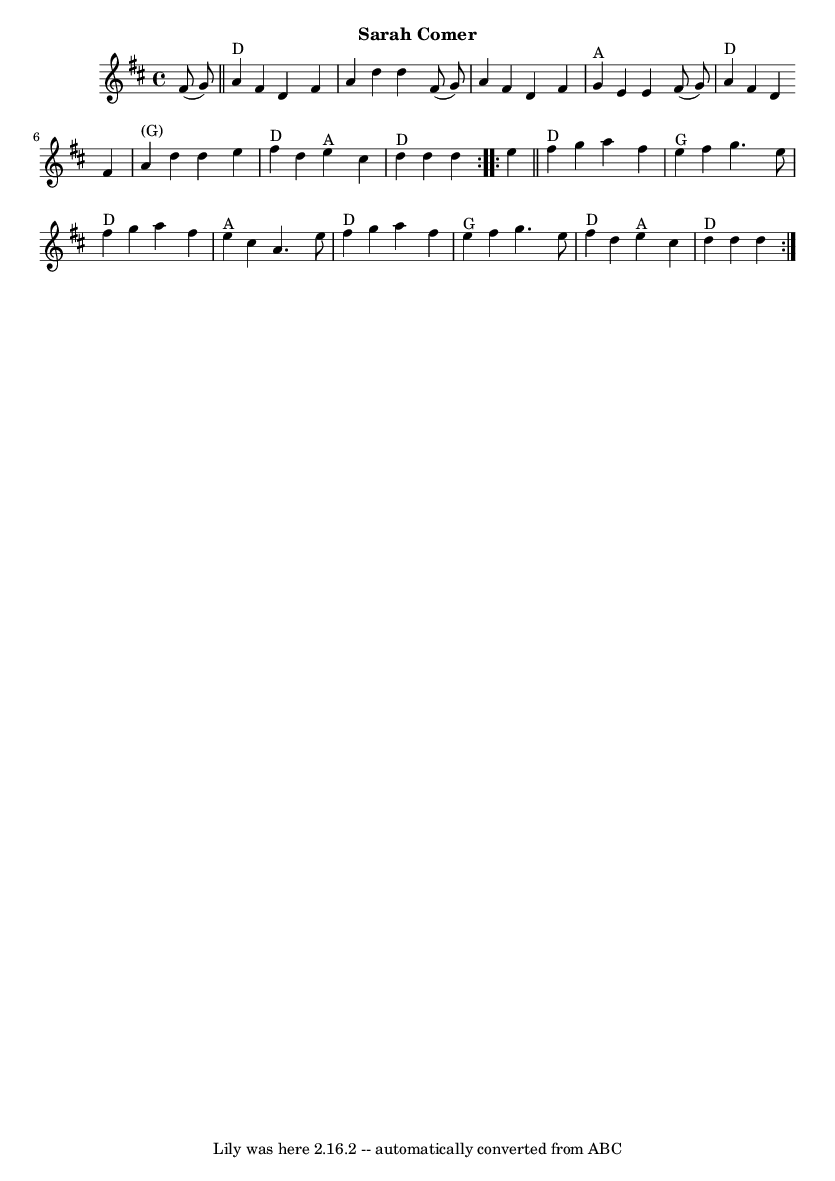 Sarah Comer
D A D
6 (G) D A D D G
D A D G D A D
Lily was here 2.16.2 -- automatically converted from ABC